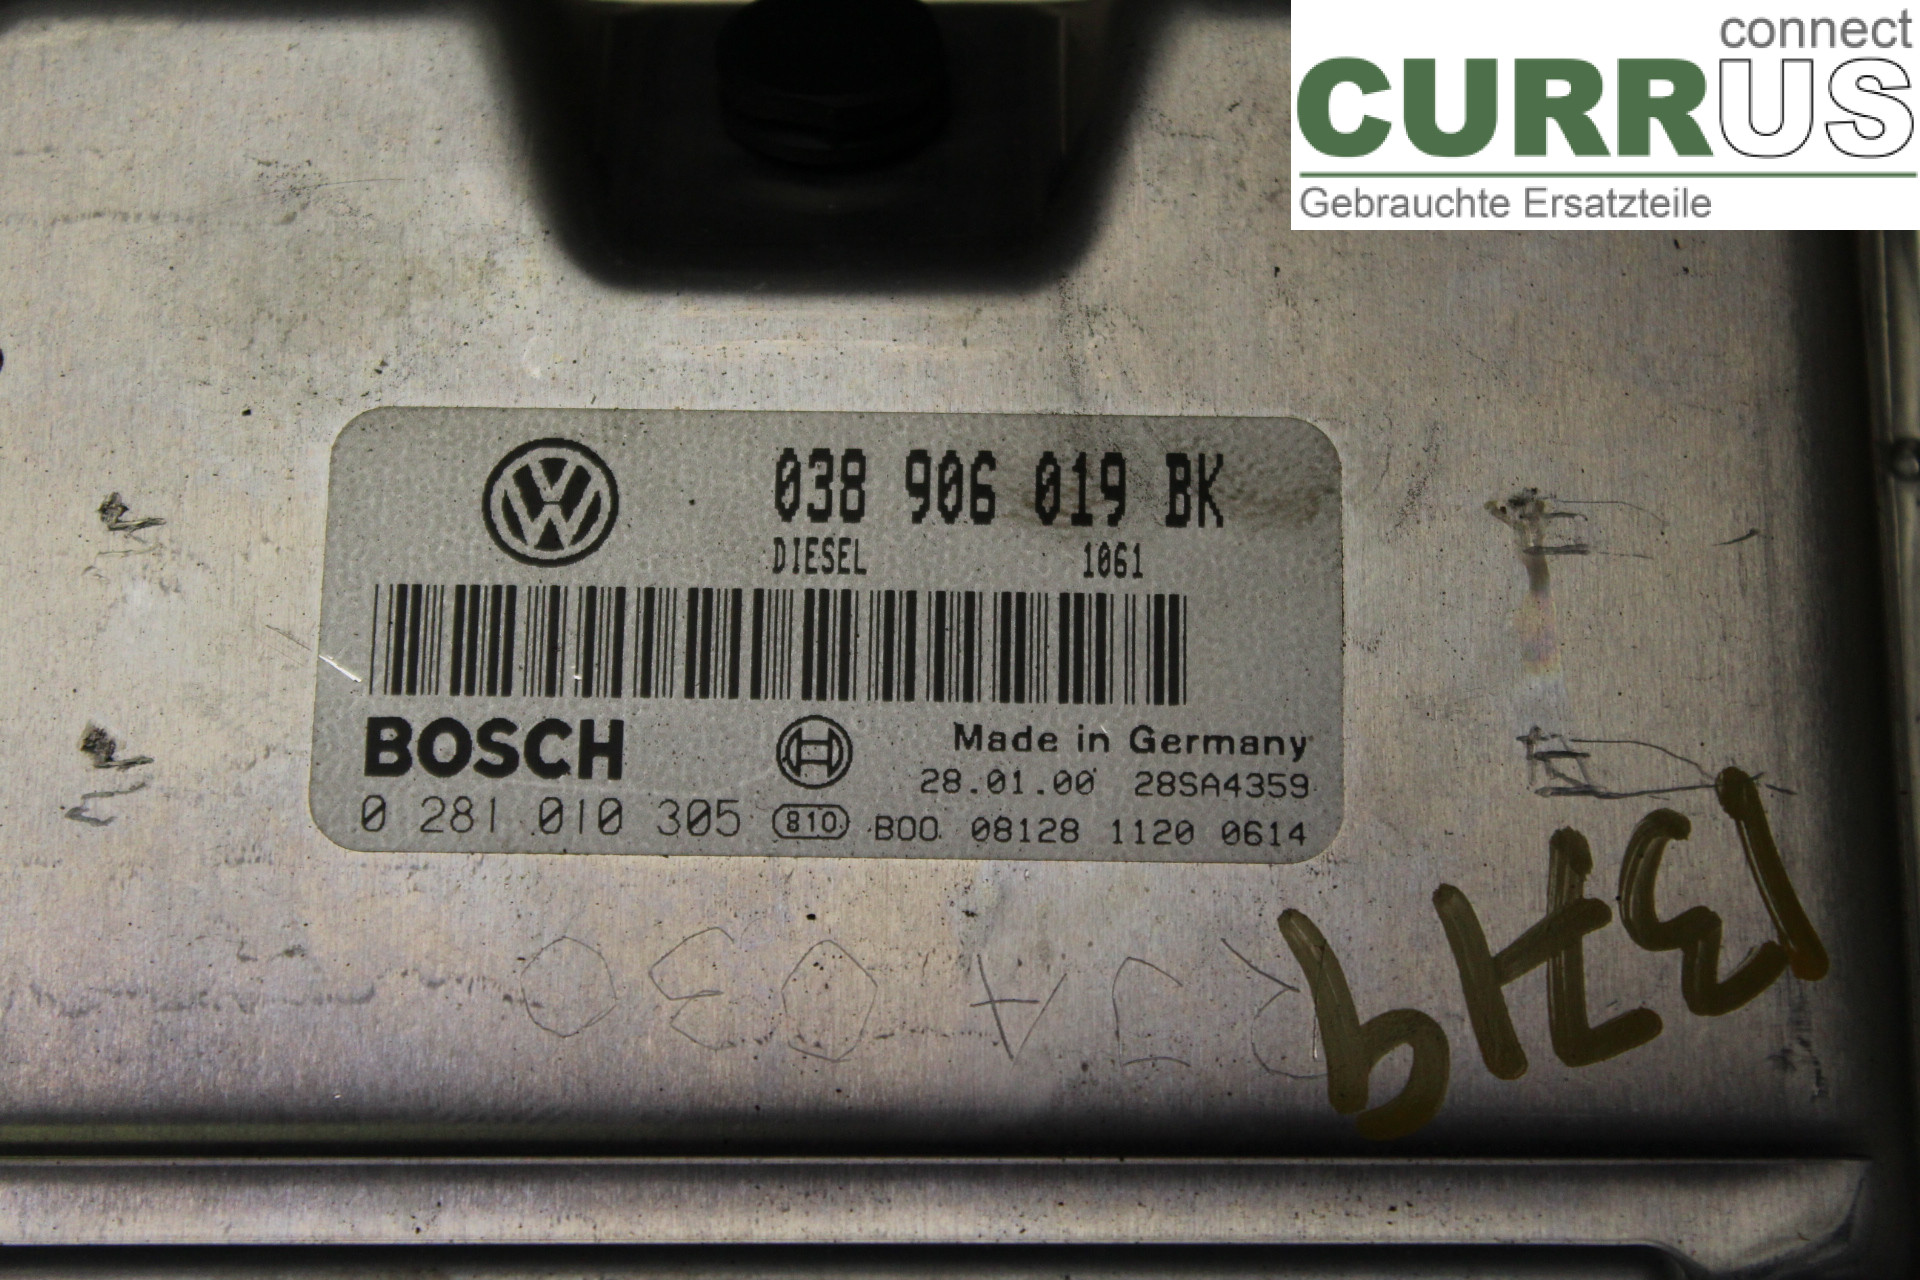 connect
CURRUS
Gebrauchte Ersatzteile
038 906 019 BK
DIESEL 1061
BOSCH
Made in Germany
28.01.00 28SA4359
0 281 010 305 810 B00 08128 1120 0614